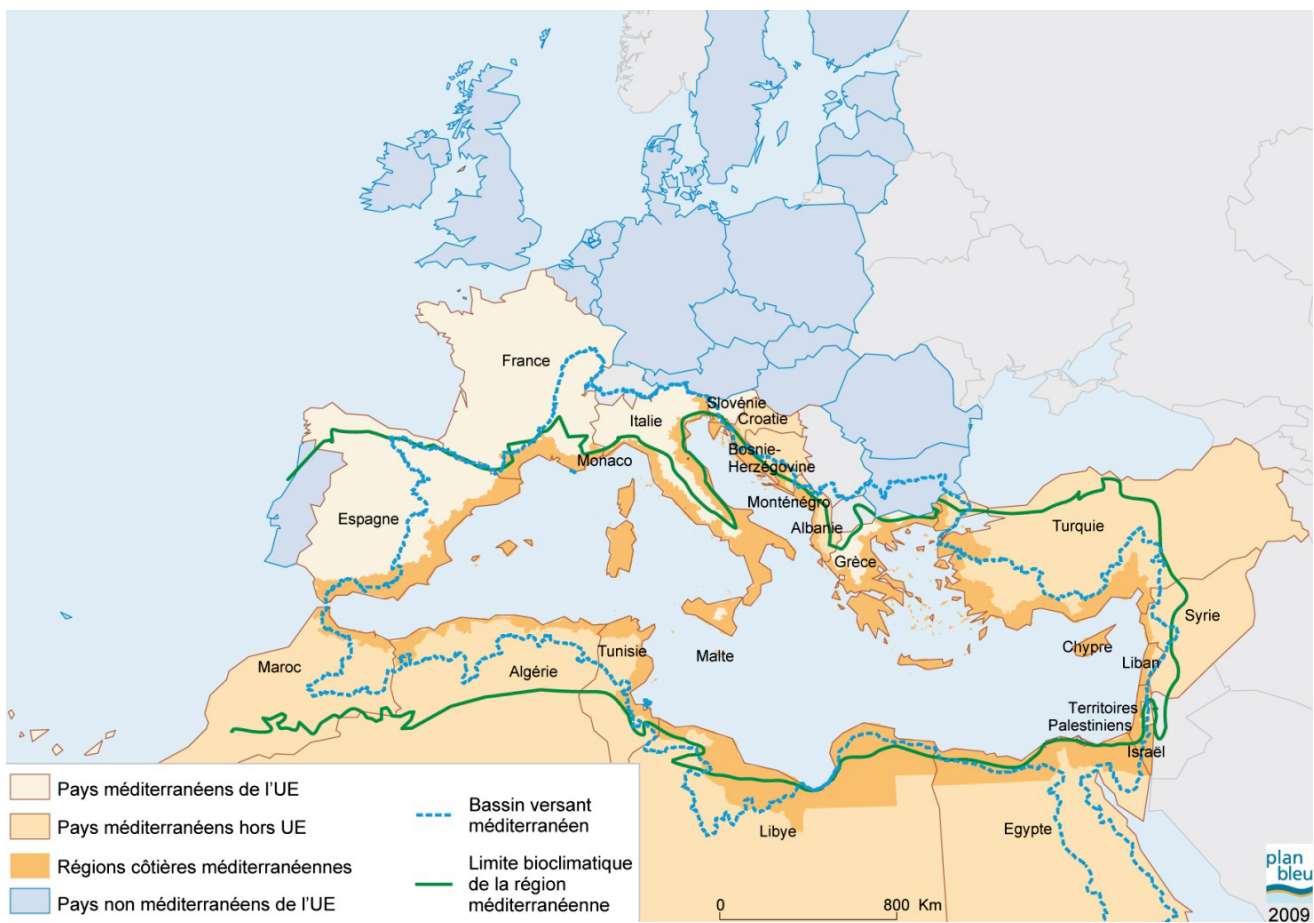 France
Slovénie
Croatie
Italie
Bosnie-
Herzégovine
Monaco
Monténégro
Espagne
Albanie
Turquie
Grèce
Syrie
Chypre
Tunisie
Malte
Liban
Maroc
Algérie
Territoires
Palestiniens
Israël
Libye
Egypte
Pays méditerranéens de l'UE
Pays méditerranéens hors UE
Régions côtières méditerranéennes
Pays non méditerranéens de l'UE
Bassin versant
méditerranéen
Limite bioclimatique
de la région
méditerranéenne
0 800 Km
plan
bleu
2009